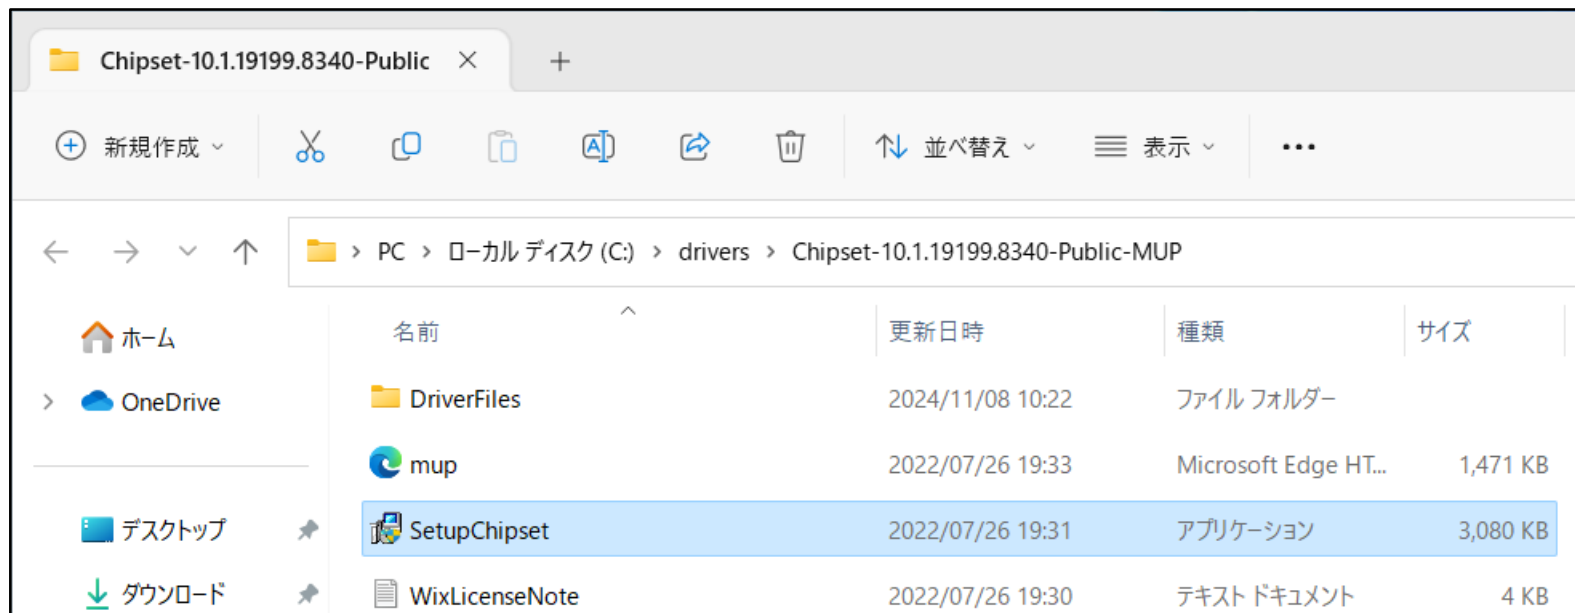 Chipset-10.1.19199.8340-Public
新規作成 並べ替え 表示
PC > ローカル ディスク (C:) > drivers > Chipset-10.1.19199.8340-Public-MUP
ホーム
OneDrive
デスクトップ
ダウンロード
名前 更新日時 種類 サイズ
DriverFiles 2024/11/08 10:22 ファイル フォルダー
mup 2022/07/26 19:33 Microsoft Edge HT... 1,471 KB
SetupChipset 2022/07/26 19:31 アプリケーション 3,080 KB
WixLicenseNote 2022/07/26 19:30 テキスト ドキュメント 4 KB